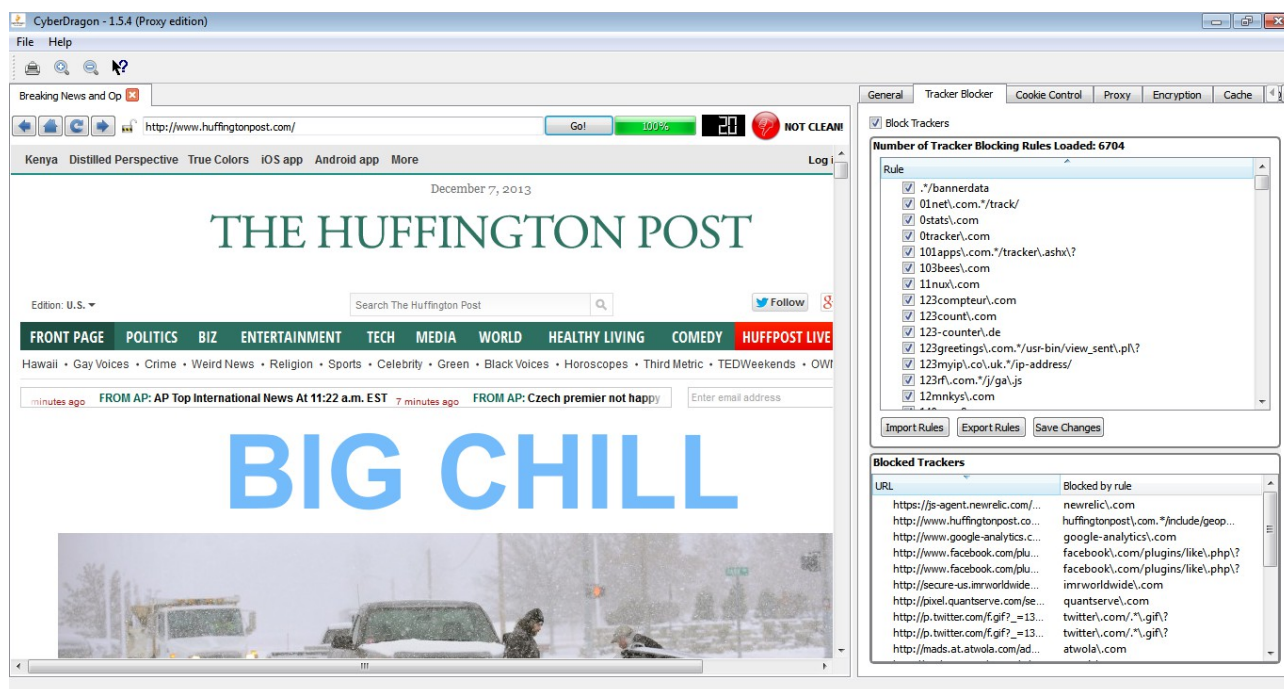 CyberDragon - 1.5.4 (Proxy edition)
File Help
Breaking News and Op
http://www.huffingtonpost.com/ Go! 100% 20 NOT CLEAN!
Kenya Distilled Perspective True Colors iOS app Android app More Log i
December 7, 2013
THE HUFFINGTON POST
Edition: U.S. Search The Huffington Post Follow 8
FRONT PAGE POLITICS BIZ ENTERTAINMENT TECH MEDIA WORLD HEALTHY LIVING COMEDY HUFFPOST LIVE
Hawaii • Gay Voices • Crime • Weird News • Religion • Sports • Celebrity • Green • Black Voices • Horoscopes • Third Metric • TEDWeekends • OW
minutes ago FROM AP: AP Top International News At 11:22 a.m. EST 7 minutes ago FROM AP: Czech premier not happy Enter email address
BIG CHILL
General Tracker Blocker Cookie Control Proxy Encryption Cache
Block Trackers
Number of Tracker Blocking Rules Loaded: 6704
Rule
.*/bannerdata
01net\.com.*/track/
0stats\.com
0tracker\.com
101apps\.com.*/tracker\.ashx\?
103bees\.com
11nux\.com
123compteur\.com
123count\.com
123-counter\.de
123greetings\.com.*/usr-bin/view_sent\.pl\?
123myip\.co\.uk.*/ip-address/
123rf\.com.*/j/ga\.js
12mnkys\.com
Import Rules Export Rules Save Changes
Blocked Trackers
URL Blocked by rule
https://js-agent.newrelic.com/... newrelic\.com
http://www.huffingtonpost.co... huffingtonpost\.com.*/include/geop...
http://www.google-analytics.c... google-analytics\.com
http://www.facebook.com/plu... facebook\.com/plugins/like\.php\?
http://www.facebook.com/plu... facebook\.com/plugins/like\.php\?
http://secure-us.imrworldwide... imrworldwide\.com
http://pixel.quantserve.com/se... quantserve\.com
http://p.twitter.com/f.gif?_=13... twitter\.com/.*\.gif\?
http://p.twitter.com/f.gif?_=13... twitter\.com/.*\.gif\?
http://mads.at.atwola.com/ad... atwola\.com